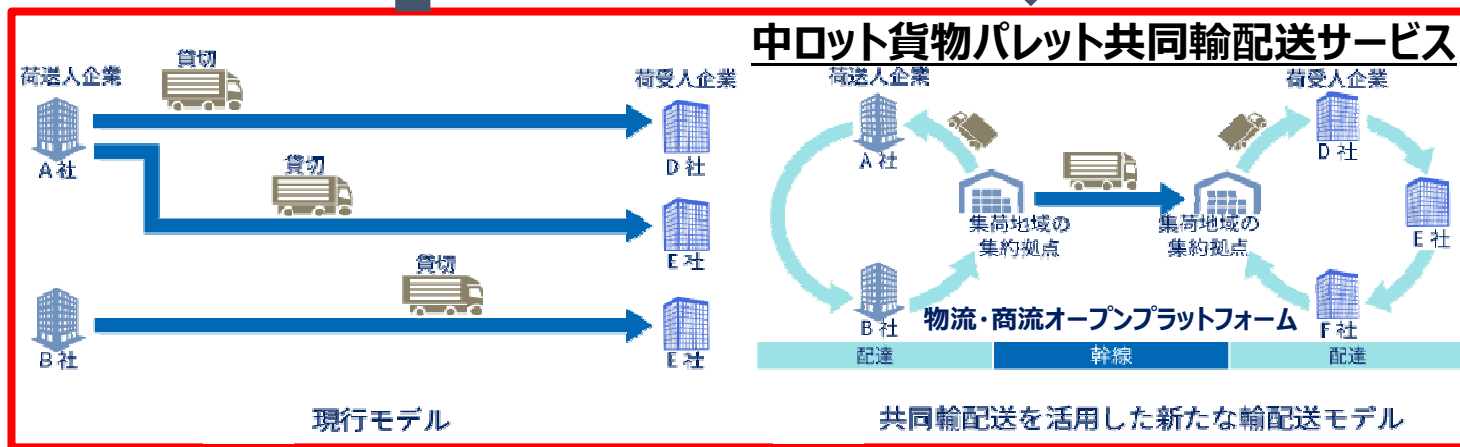 中ロット貨物パレット共同輸配送サービス
荷送人企業
貸切
荷受人企業
A社
D社
貸切
E社
貸切
B社
E社
現行モデル
荷送人企業
荷受人企業
A社
D社
集荷地域の
集約拠点
集荷地域の
集約拠点
E社
B社
F社
物流・商流オープンプラットフォーム
配達
幹線
配達
共同輸配送を活用した新たな輸配送モデル